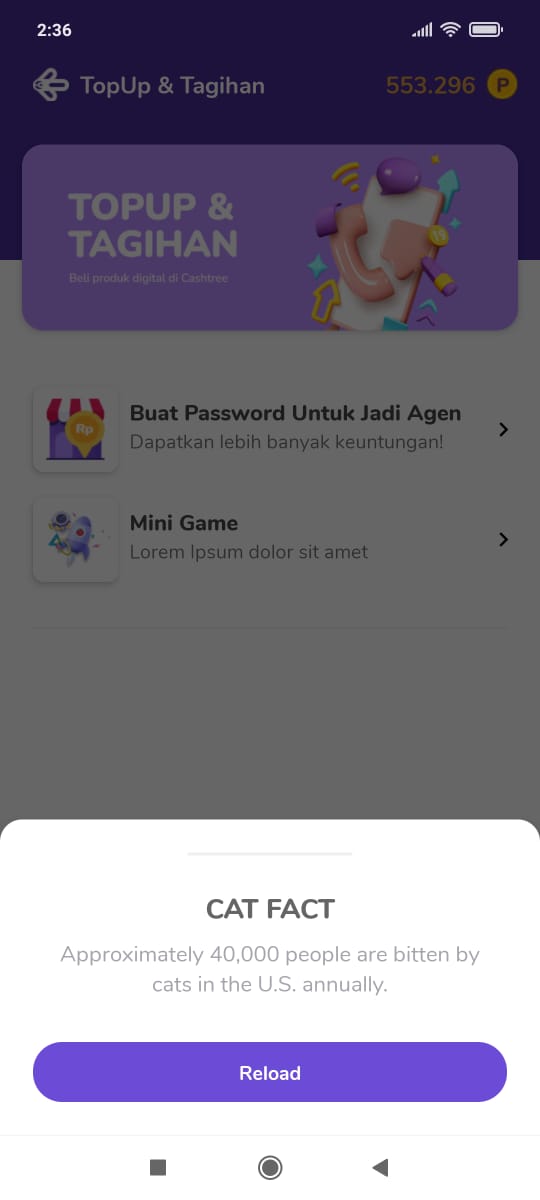 2:36
TopUp & Tagihan
553.296 P
TOPUP &
TAGIHAN
Beli produk digital di Cashtree
19
Rp
Buat Password Untuk Jadi Agen
Dapatkan lebih banyak keuntungan!
Mini Game
Lorem Ipsum dolor sit amet
CAT FACT
Approximately 40,000 people are bitten by
cats in the U.S. annually.
Reload